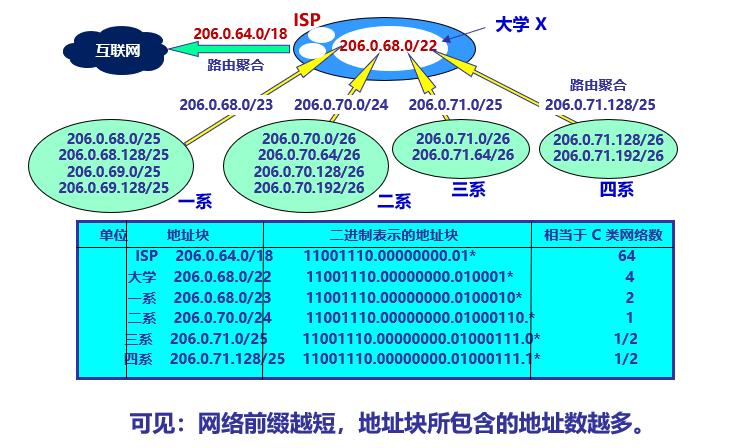 ISP
大学 X
206.0.64.0/18
互联网
206.0.68.0/22
路由聚合
路由聚合
206.0.68.0/23
206.0.70.0/24
206.0.71.0/25
206.0.71.128/25
206.0.68.0/25
206.0.68.128/25
206.0.69.0/25
206.0.69.128/25
一系
206.0.70.0/26
206.0.70.64/26
206.0.70.128/26
206.0.70.192/26
二系
206.0.71.0/26
206.0.71.64/26
三系
206.0.71.128/26
206.0.71.192/26
四系
单位 地址块 二进制表示的地址块 相当于 C 类网络数
ISP 206.0.64.0/18 11001110.00000000.01* 64
大学 206.0.68.0/22 11001110.00000000.010001* 4
一系 206.0.68.0/23 11001110.00000000.0100010* 2
二系 206.0.70.0/24 11001110.00000000.01000110.* 1
三系 206.0.71.0/25 11001110.00000000.01000111.0* 1/2
四系 206.0.71.128/25 11001110.00000000.01000111.1* 1/2
可见：网络前缀越短，地址块所包含的地址数越多。